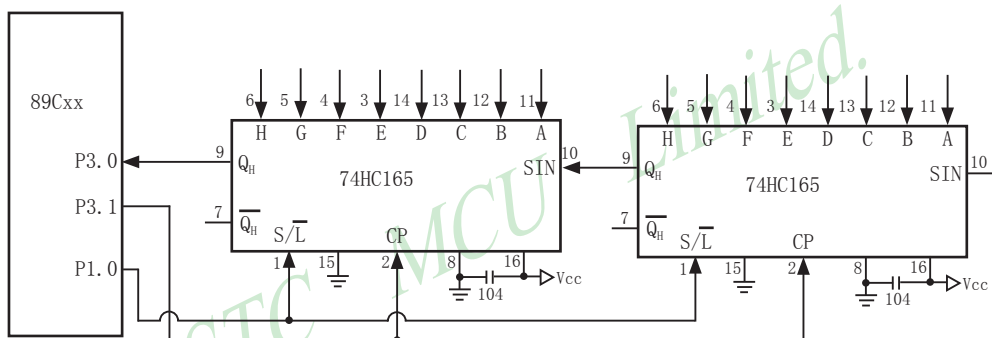 89Cxx
P3.0
P3.1
P1.0
6 5 4 3 14 13 12 11
H G F E D C B A
9 QH
74HC165
SIN 10
7 QH
S/L
CP
1 15 2 8 16
104
Vcc
6 5 4 3 14 13 12 11
H G F E D C B A
9 QH
74HC165
SIN 10
7 QH
S/L
CP
1 15 2 8 16
104
Vcc
STC MCU Limited.